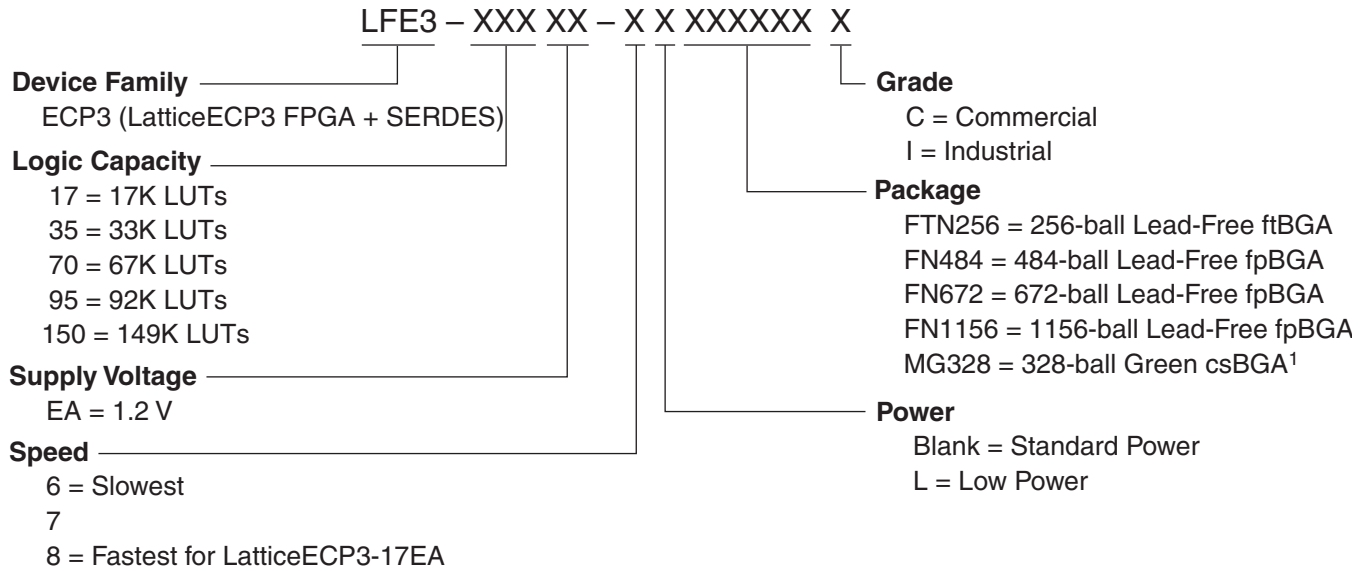 LFE3 – XXX XX – X X XXXXXX X
Device Family
ECP3 (LatticeECP3 FPGA + SERDES)
Logic Capacity
17 = 17K LUTs
35 = 33K LUTs
70 = 67K LUTs
95 = 92K LUTs
150 = 149K LUTs
Supply Voltage
EA = 1.2 V
Speed
6 = Slowest
7
8 = Fastest for LatticeECP3-17EA
Grade
C = Commercial
I = Industrial
Package
FTN256 = 256-ball Lead-Free ftBGA
FN484 = 484-ball Lead-Free fpBGA
FN672 = 672-ball Lead-Free fpBGA
FN1156 = 1156-ball Lead-Free fpBGA
MG328 = 328-ball Green csBGA¹
Power
Blank = Standard Power
L = Low Power